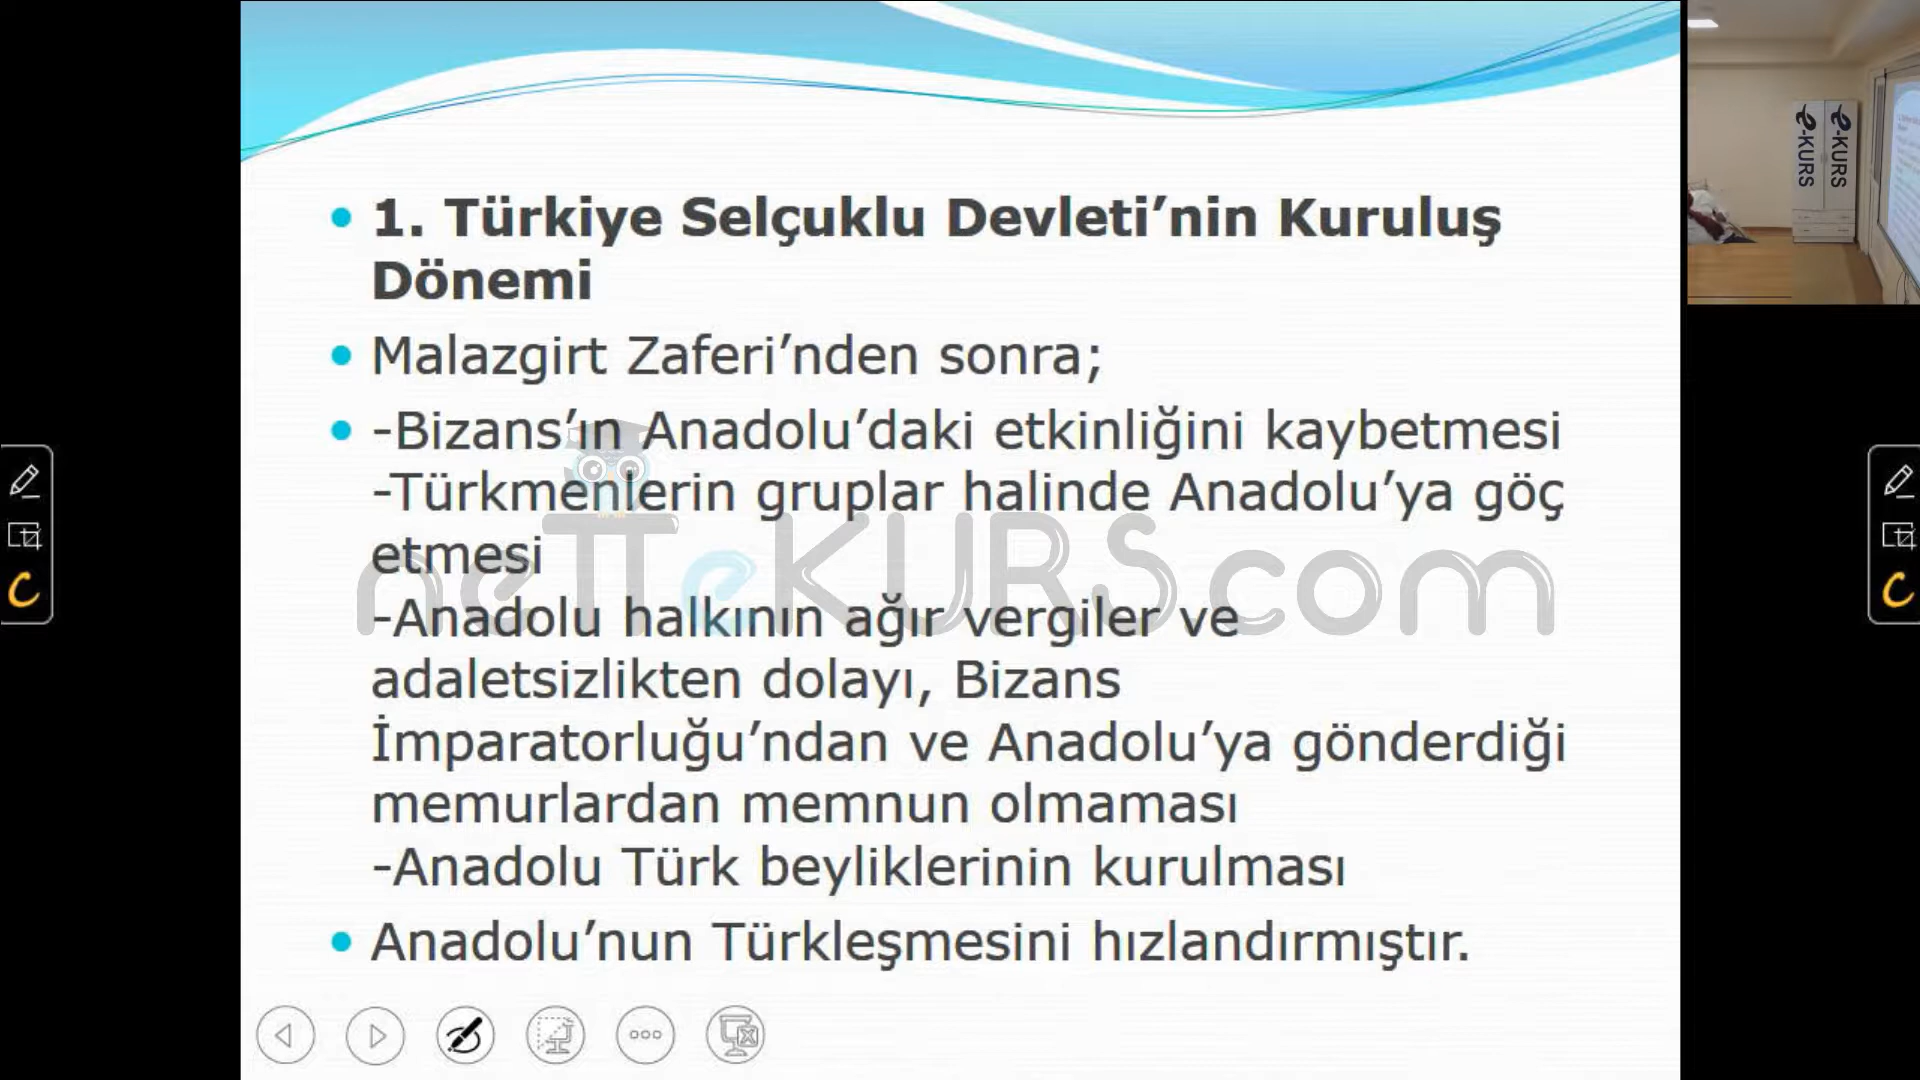 1. Türkiye Selçuklu Devleti’nin Kuruluş
Dönemi
Malazgirt Zaferi’nden sonra;
-Bizans’ın Anadolu’daki etkinliğini kaybetmesi
-Türkmenlerin gruplar halinde Anadolu’ya göç
etmesi
-Anadolu halkının ağır vergiler ve
adaletsizlikten dolayı, Bizans
İmparatorluğu’ndan ve Anadolu’ya gönderdiği
memurlardan memnun olmaması
-Anadolu Türk beyliklerinin kurulması
Anadolu’nun Türkleşmesini hızlandırmıştır.
neTTeKURS.com
e-KURS
e-KURS